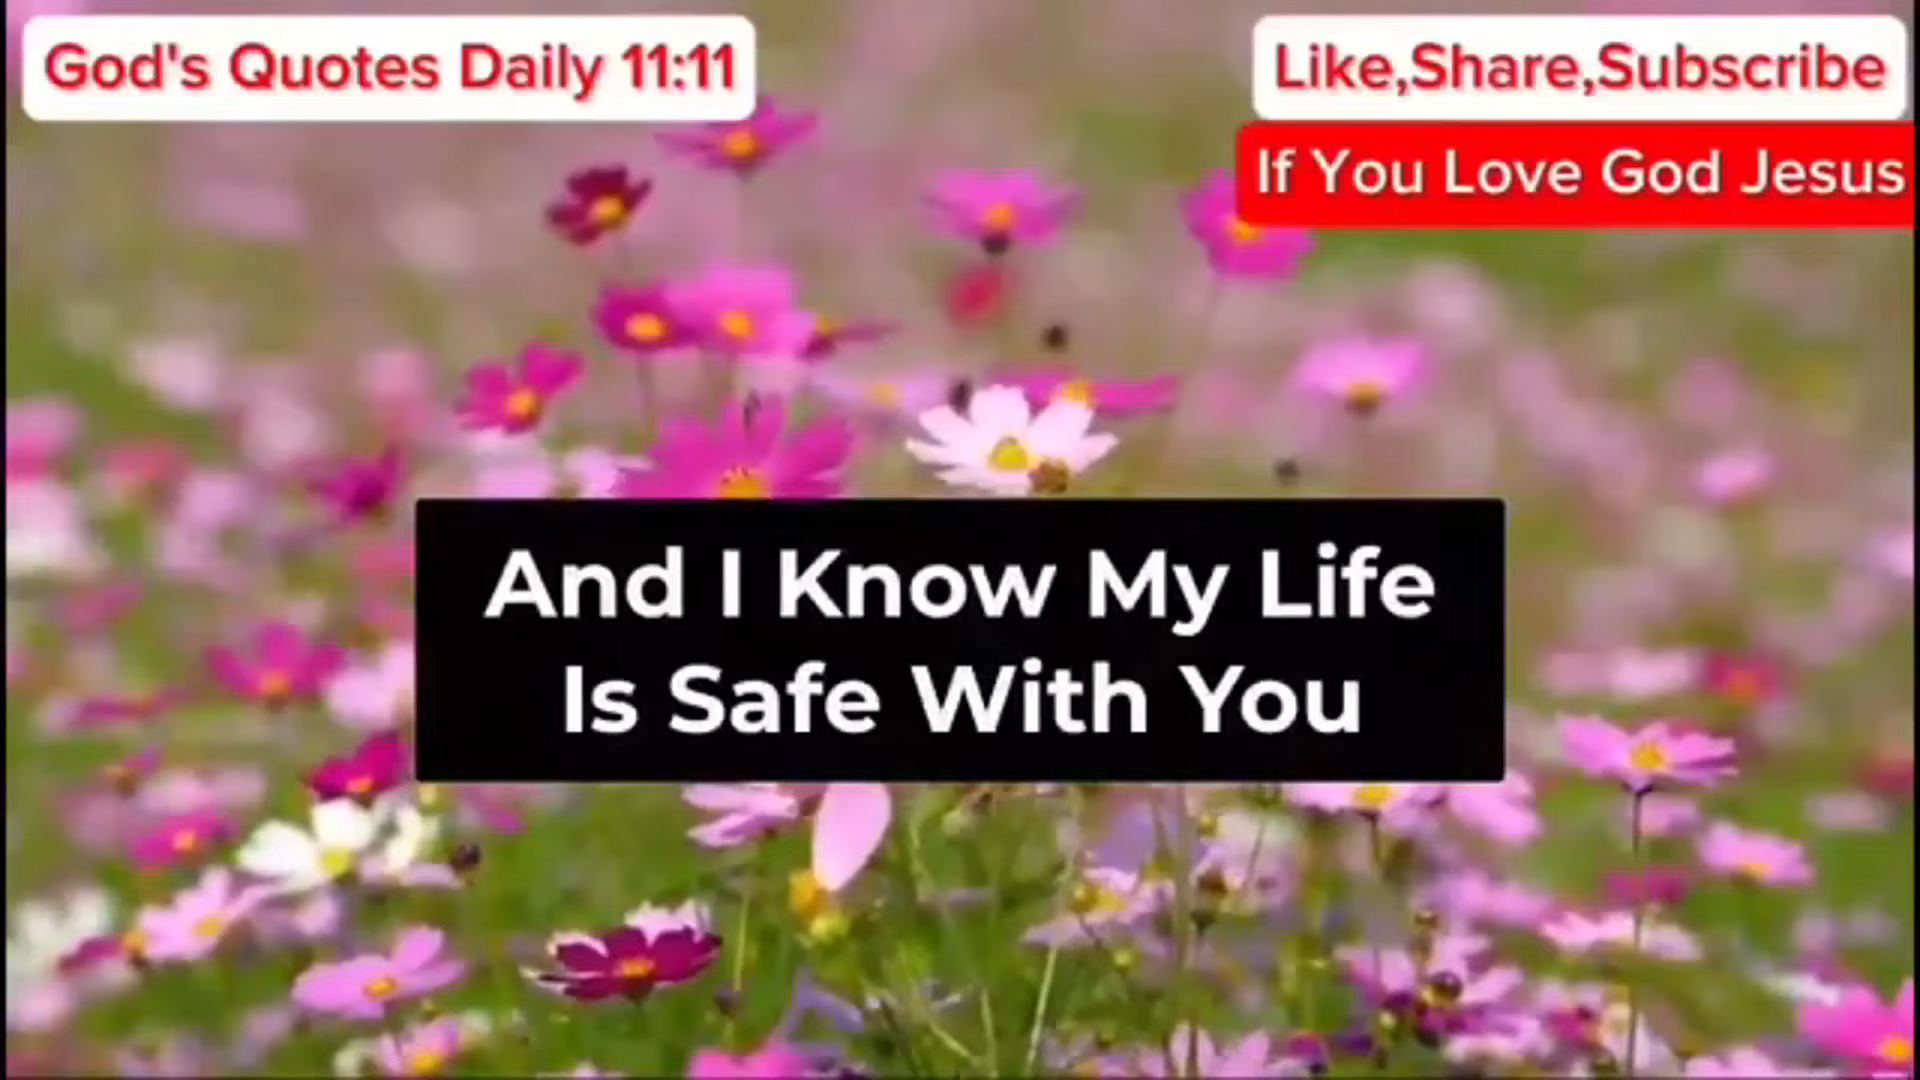 God's Quotes Daily 11:11
Like,Share,Subscribe
If You Love God Jesus
And I Know My Life
Is Safe With You